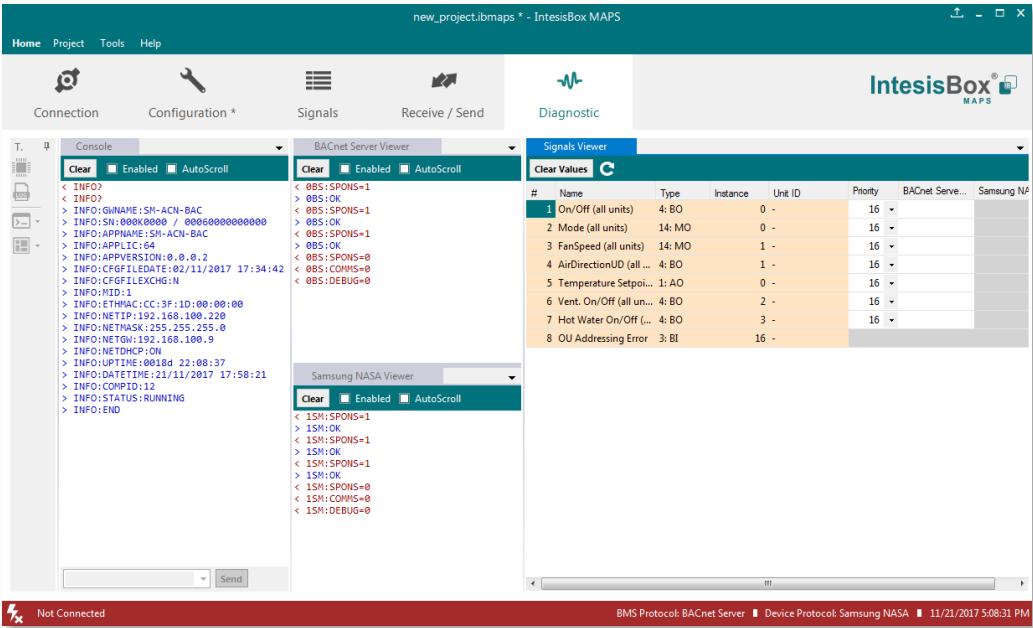 new_project.ibmaps * - IntesisBox MAPS
Home Project Tools Help
Connection
Configuration *
Signals
Receive / Send
Diagnostic
IntesisBox®
MAPS
T.
LOG
Console
Clear Enabled AutoScroll
< INFO?
< INFO?
> INFO:GWNAME:SM-ACN-BAC
> INFO:SN:000K0000 / 00060000000000
> INFO:APPNAME:SM-ACN-BAC
> INFO:APPLIC:64
> INFO:APPVERSION:0.0.0.2
> INFO:CFGFILEDATE:02/11/2017 17:34:42
> INFO:CFGFILEXCHG:N
> INFO:MID:1
> INFO:ETHMAC:CC:3F:1D:00:00:00
> INFO:NETIP:192.168.100.220
> INFO:NETMASK:255.255.255.0
> INFO:NETGW:192.168.100.9
> INFO:NETDHCP:ON
> INFO:UPTIME:0018d 22:08:37
> INFO:DATETIME:21/11/2017 17:58:21
> INFO:COMPID:12
> INFO:STATUS:RUNNING
> INFO:END
Send
BACnet Server Viewer
Clear Enabled AutoScroll
< 0BS:SPONS=1
> 0BS:OK
< 0BS:SPONS=1
> 0BS:OK
< 0BS:SPONS=1
> 0BS:OK
< 0BS:SPONS=0
< 0BS:COMMS=0
< 0BS:DEBUG=0
Samsung NASA Viewer
Clear Enabled AutoScroll
< 1SM:SPONS=1
> 1SM:OK
< 1SM:SPONS=1
> 1SM:OK
< 1SM:SPONS=1
> 1SM:OK
< 1SM:SPONS=0
< 1SM:COMMS=0
< 1SM:DEBUG=0
Signals Viewer
Clear Values
# Name Type Instance Unit ID Priority BACnet Serve... Samsung NA
1 On/Off (all units) 4: BO 0 - 16
2 Mode (all units) 14: MO 0 - 16
3 FanSpeed (all units) 14: MO 1 - 16
4 AirDirectionUD (all ... 4: BO 1 - 16
5 Temperature Setpoi... 1: AO 0 - 16
6 Vent. On/Off (all un... 4: BO 2 - 16
7 Hot Water On/Off (... 4: BO 3 - 16
8 OU Addressing Error 3: BI 16 -
Not Connected
BMS Protocol: BACnet Server Device Protocol: Samsung NASA 11/21/2017 5:08:31 PM